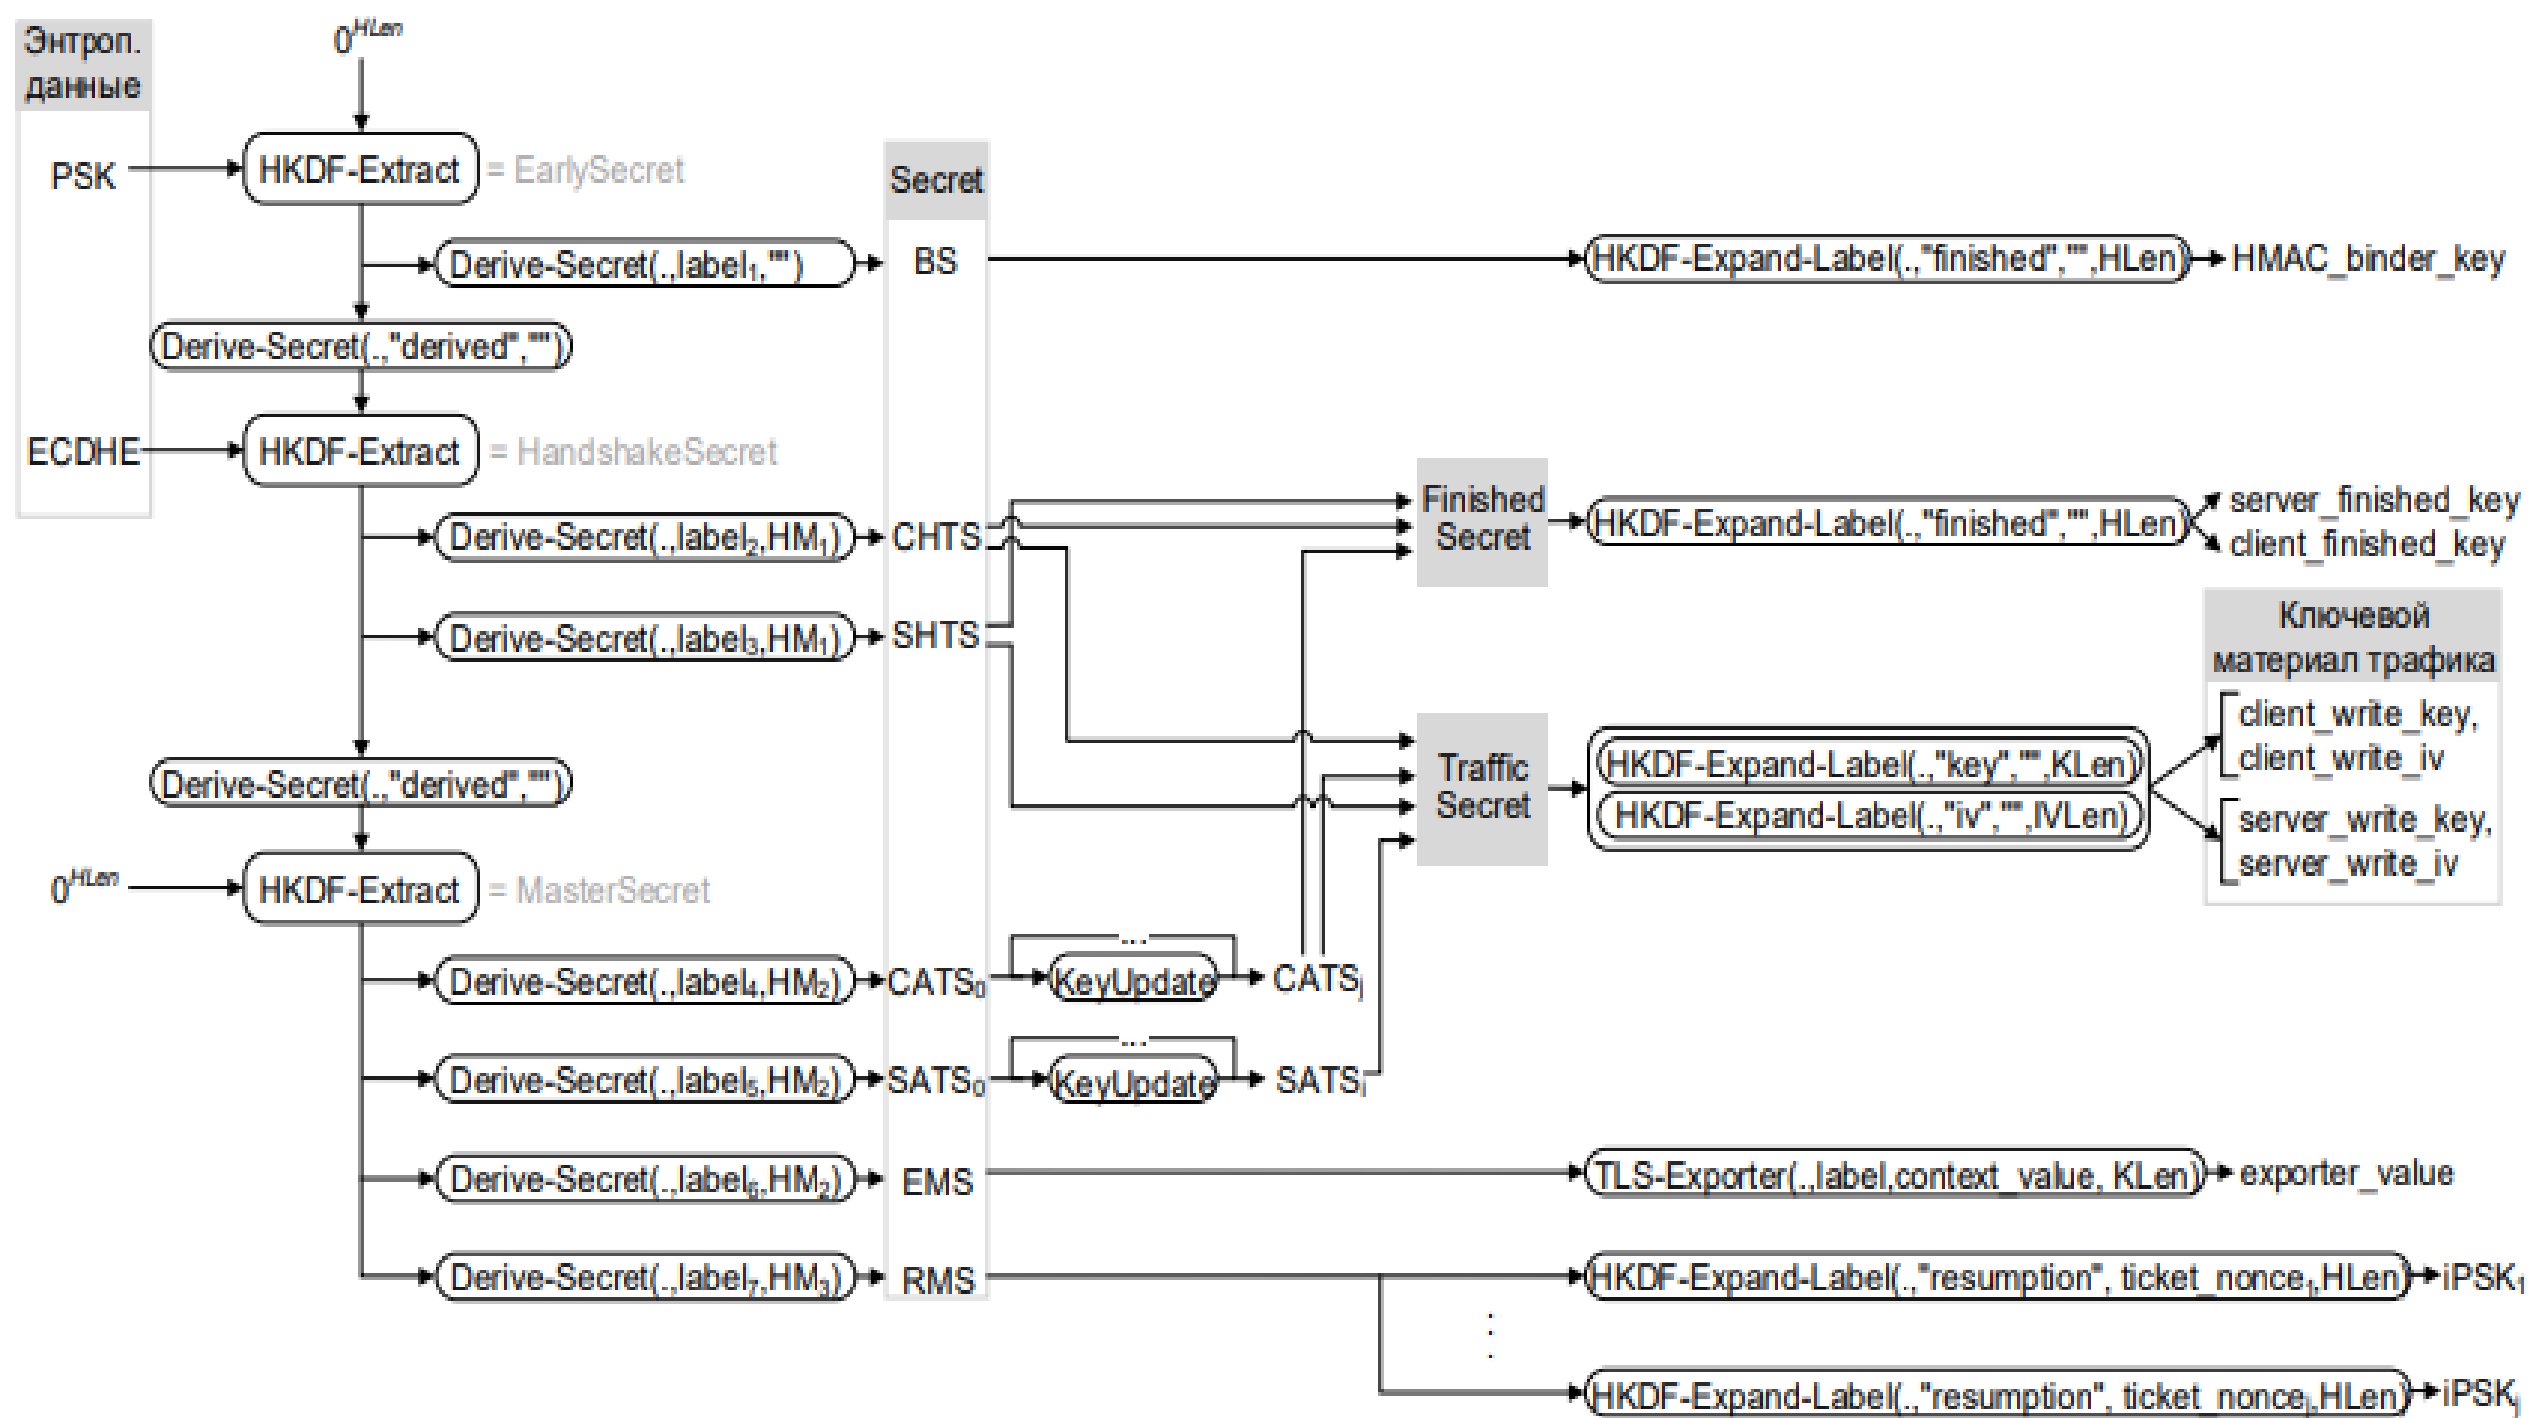 Энтроп.
данные
0^HLen
PSK
HKDF-Extract
= EarlySecret
Secret
Derive-Secret(.,label₁,"")
BS
HKDF-Expand-Label(.,"finished","",HLen)
HMAC_binder_key
Derive-Secret(.,"derived","")
ECDHE
HKDF-Extract
= HandshakeSecret
Derive-Secret(.,label₂,HM₁)
CHTS
Finished
Secret
HKDF-Expand-Label(.,"finished","",HLen)
server_finished_key
client_finished_key
Derive-Secret(.,label₃,HM₁)
SHTS
Ключевой
материал трафика
client_write_key,
client_write_iv
server_write_key,
server_write_iv
Derive-Secret(.,"derived","")
Traffic
Secret
HKDF-Expand-Label(.,"key","",KLen)
HKDF-Expand-Label(.,"iv","",IVLen)
0^HLen
HKDF-Extract
= MasterSecret
Derive-Secret(.,label₄,HM₂)
CATS₀
...
KeyUpdate
CATSⱼ
Derive-Secret(.,label₅,HM₂)
SATS₀
...
KeyUpdate
SATSᵢ
Derive-Secret(.,label₆,HM₂)
EMS
TLS-Exporter(.,label,context_value, KLen)
exporter_value
Derive-Secret(.,label₇,HM₃)
RMS
HKDF-Expand-Label(.,"resumption", ticket_nonce₁,HLen)
iPSK₁
HKDF-Expand-Label(.,"resumption", ticket_nonceⱼ,HLen)
iPSKⱼ